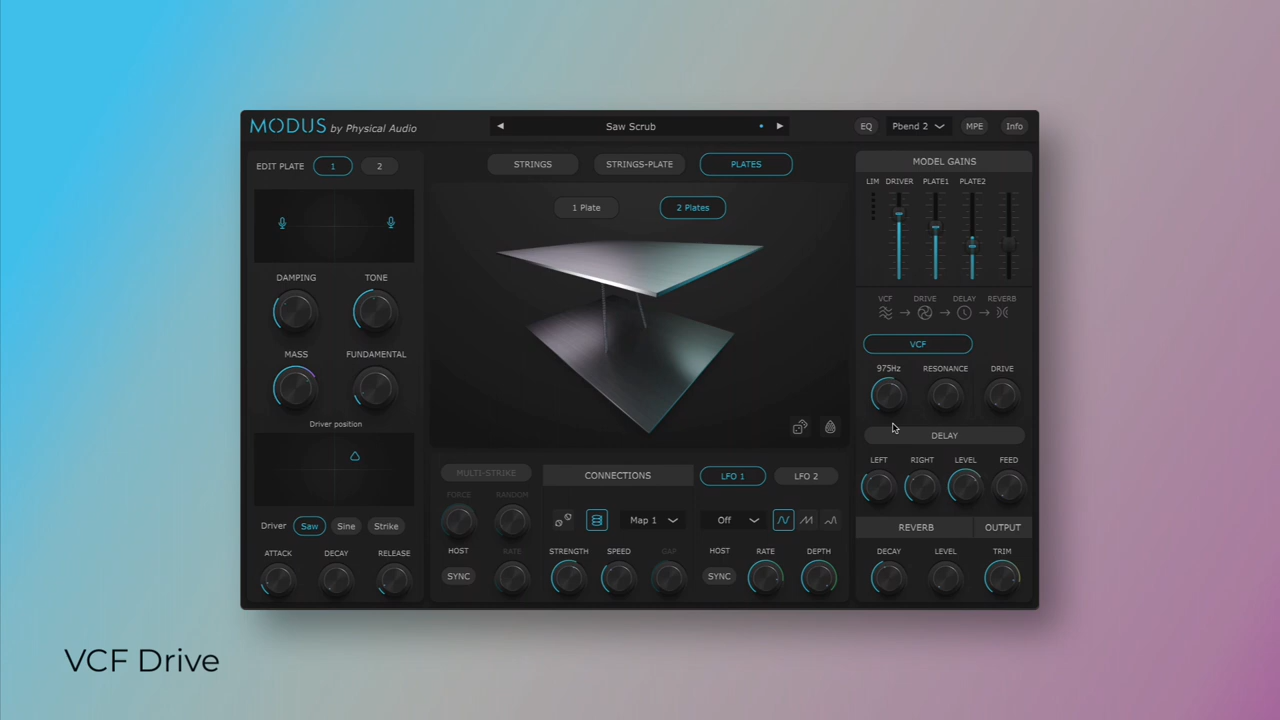 MODUS by Physical Audio
Saw Scrub
EQ
Pbend 2
MPE
Info
EDIT PLATE 1 2
STRINGS STRINGS-PLATE PLATES
1 Plate 2 Plates
DAMPING TONE
MASS FUNDAMENTAL
Driver position
Driver Saw Sine Strike
ATTACK DECAY RELEASE
MULTI-STRIKE
FORCE RANDOM
HOST RATE
SYNC
CONNECTIONS
Map 1
STRENGTH SPEED GAP
LFO 1 LFO 2
Off
HOST RATE DEPTH
SYNC
MODEL GAINS
LIM DRIVER PLATE1 PLATE2
VCF DRIVE DELAY REVERB
VCF
975Hz RESONANCE DRIVE
DELAY
LEFT RIGHT LEVEL FEED
REVERB OUTPUT
DECAY LEVEL TRIM
VCF Drive